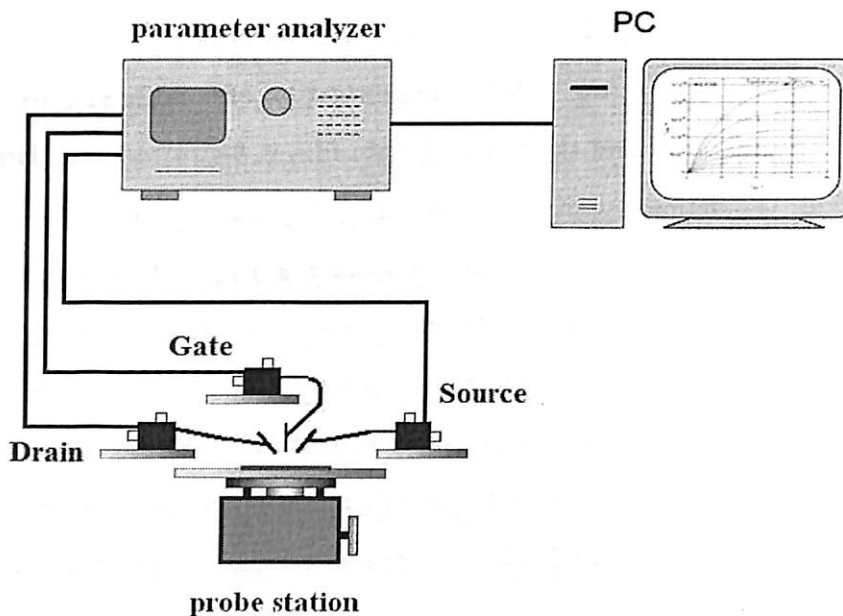 parameter analyzer
PC
Gate
Source
Drain
probe station